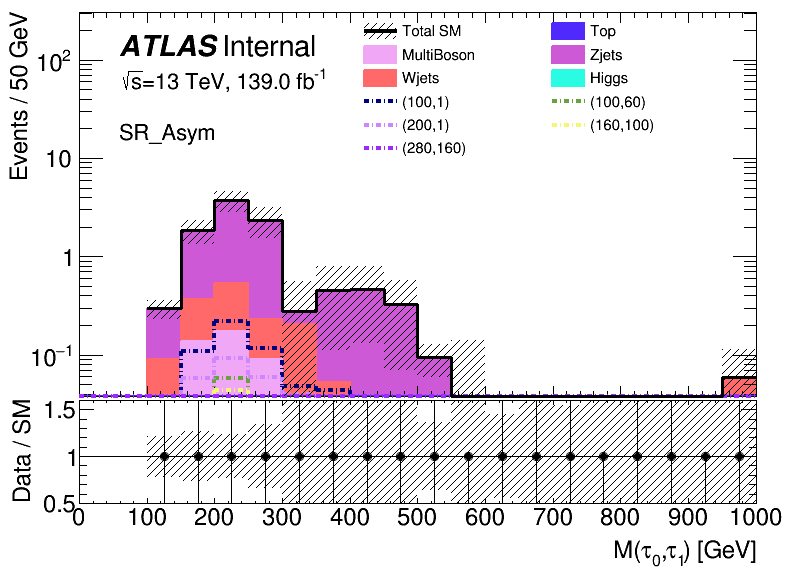 Events / 50 GeV
10²
10
1
10⁻¹
ATLAS Internal
√s=13 TeV, 139.0 fb⁻¹
SR_Asym
Total SM
Top
MultiBoson
Zjets
Wjets
Higgs
(100,1)
(100,60)
(200,1)
(160,100)
(280,160)
Data / SM
1.5
1
0.5
0 100 200 300 400 500 600 700 800 900 1000
M(τ₀,τ₁) [GeV]